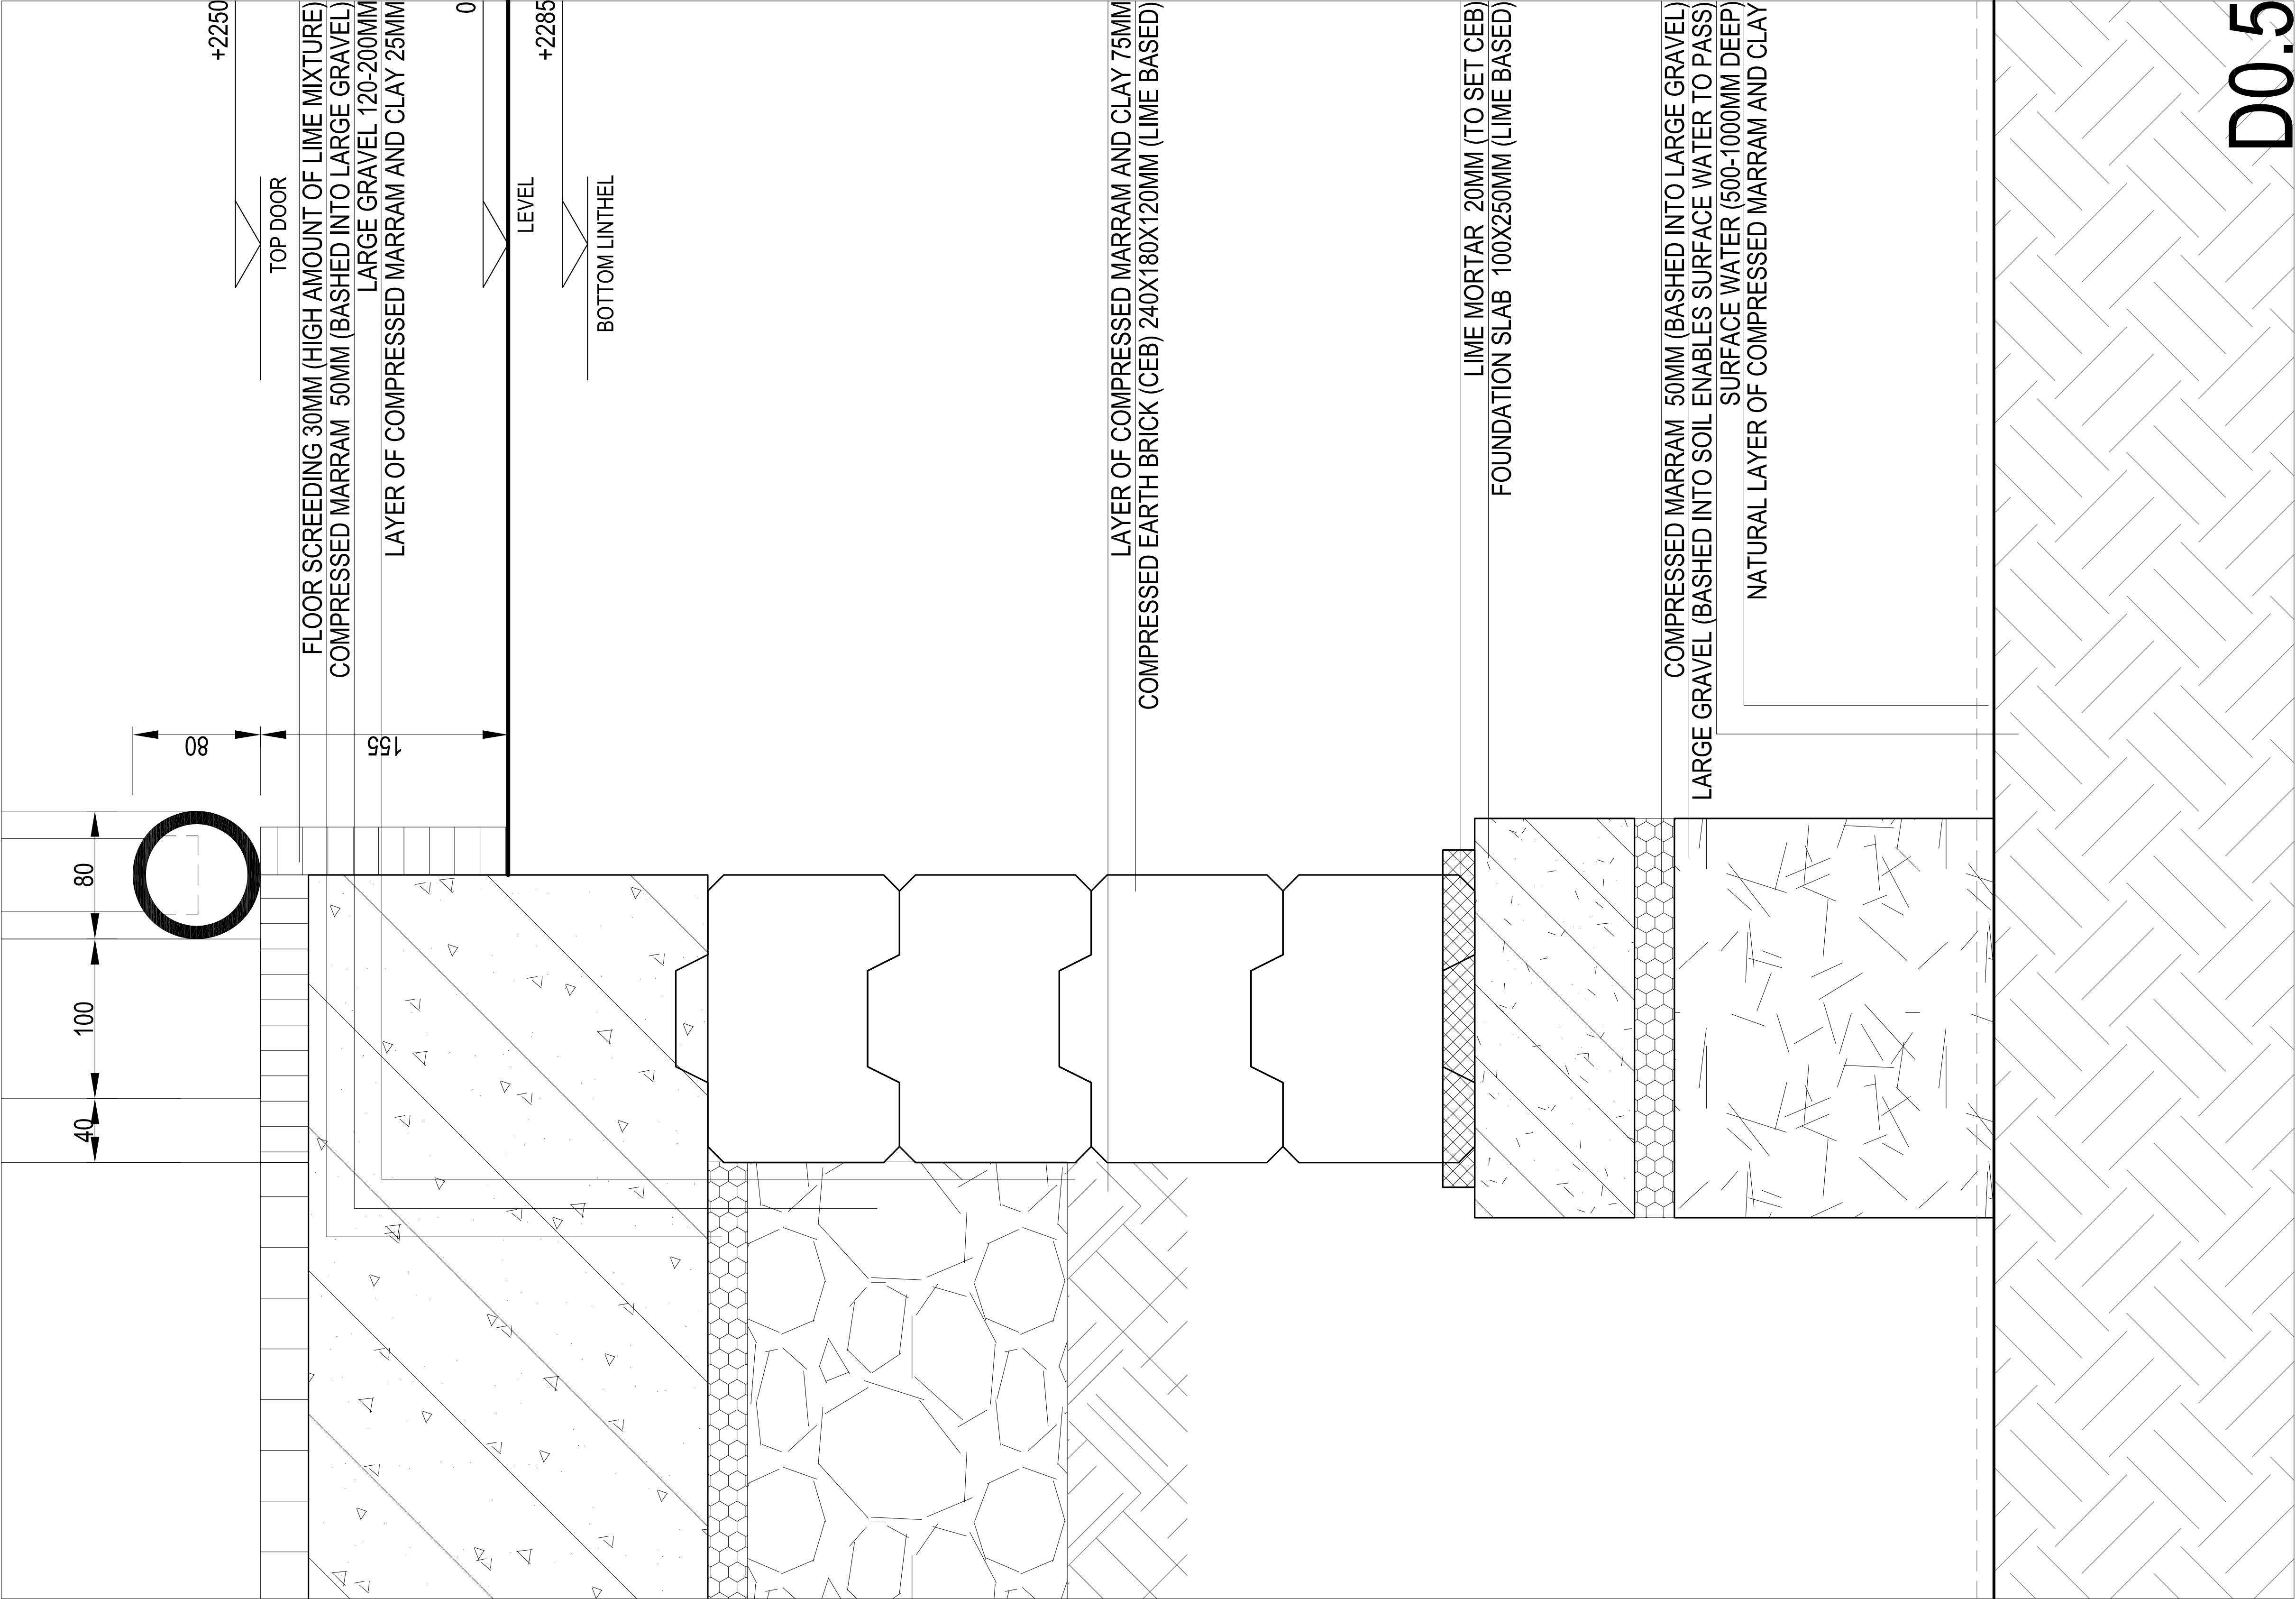 +2250
TOP DOOR
FLOOR SCREEDING 30MM (HIGH AMOUNT OF LIME MIXTURE)
COMPRESSED MARRAM 50MM (BASHED INTO LARGE GRAVEL)
LARGE GRAVEL 120-200MM
LAYER OF COMPRESSED MARRAM AND CLAY 25MM
0
LEVEL
+2285
BOTTOM LINTHEL
LAYER OF COMPRESSED MARRAM AND CLAY 75MM
COMPRESSED EARTH BRICK (CEB) 240X180X120MM (LIME BASED)
LIME MORTAR 20MM (TO SET CEB)
FOUNDATION SLAB 100X250MM (LIME BASED)
COMPRESSED MARRAM 50MM (BASHED INTO LARGE GRAVEL)
LARGE GRAVEL (BASHED INTO SOIL ENABLES SURFACE WATER TO PASS)
SURFACE WATER (500-1000MM DEEP)
NATURAL LAYER OF COMPRESSED MARRAM AND CLAY
80
155
80
100
40
D0.5